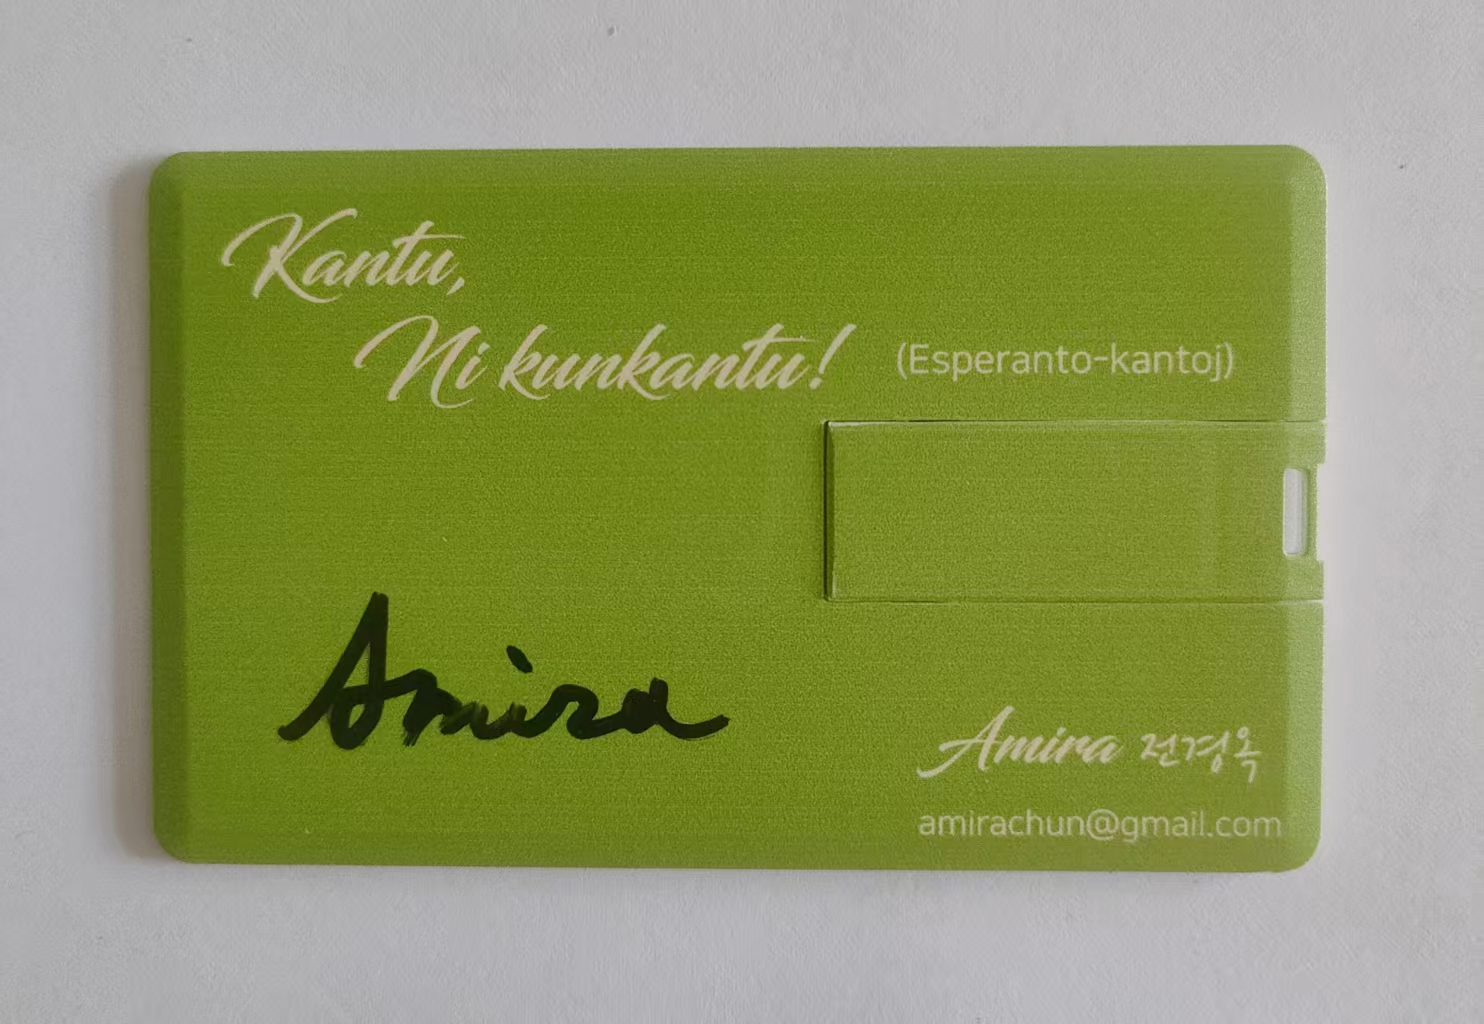 Kantu,
Ni kunkantu! (Esperanto-kantoj)
Amira
Amira 전경옥
amirachun@gmail.com